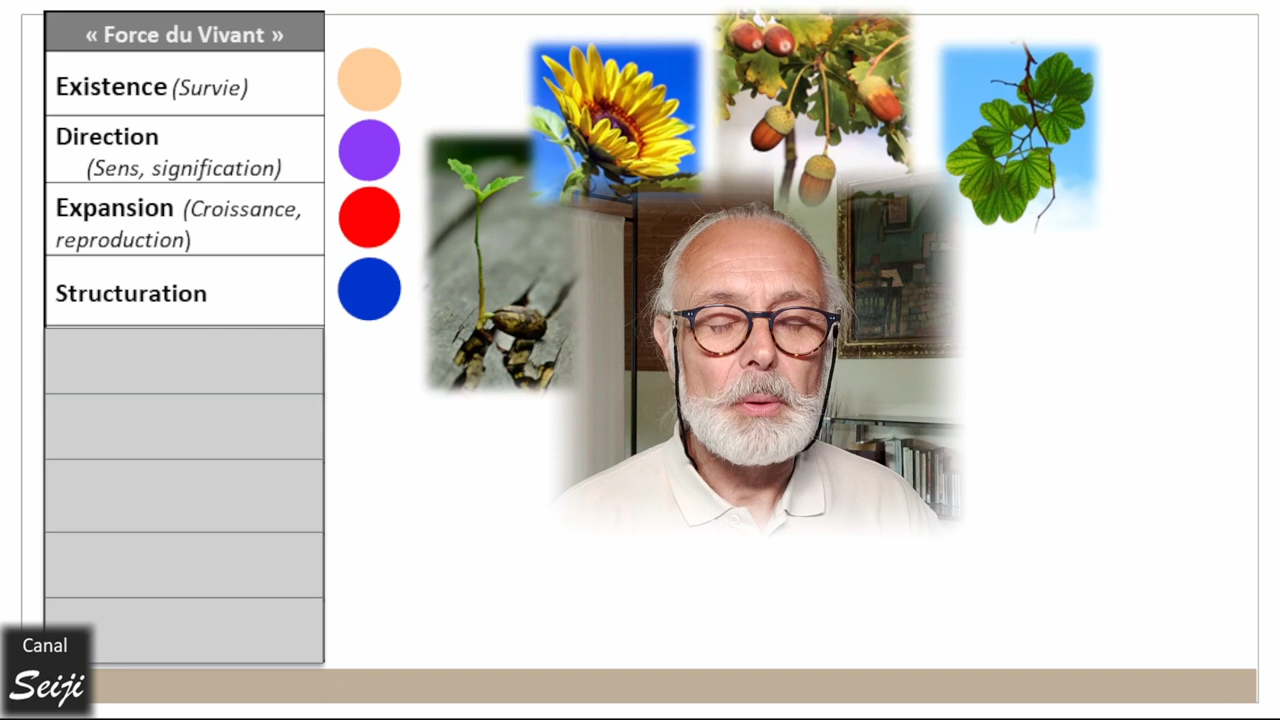 « Force du Vivant »
Existence (Survie)
Direction
(Sens, signification)
Expansion (Croissance,
reproduction)
Structuration
Canal
Seiji